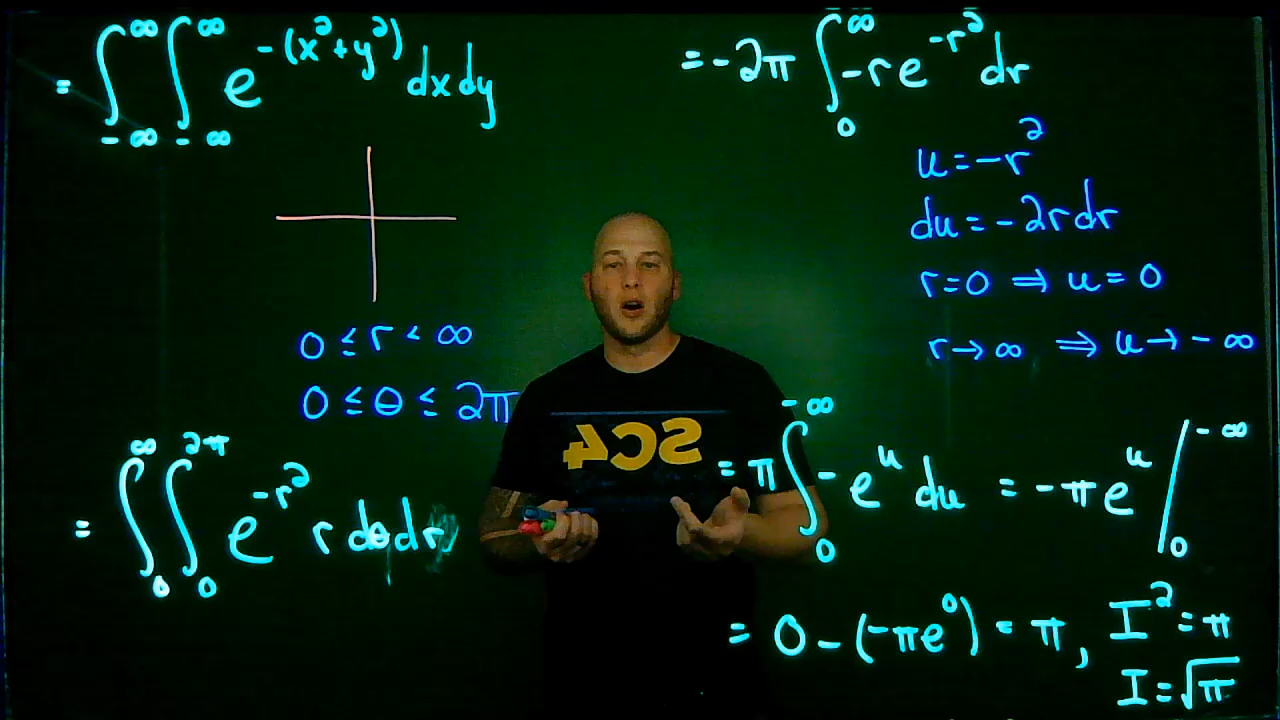 = ∫_{-∞}^{∞} ∫_{-∞}^{∞} e^{-(x²+y²)} dx dy
0 ≤ r < ∞
0 ≤ θ ≤ 2π
= ∫_0^∞ ∫_0^{2π} e^{-r²} r dθ dr
= -2π ∫_0^∞ -r e^{-r²} dr
u = -r²
du = -2r dr
r = 0 ⇒ u = 0
r → ∞ ⇒ u → -∞
SC4
= π ∫_0^{-∞} -e^u du = -π e^u |_0^{-∞}
= 0 - (-πe^0) = π, I² = π
I = √π